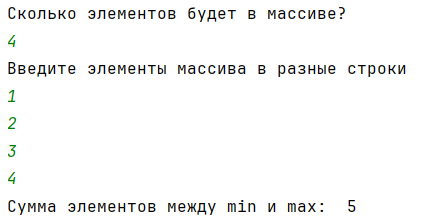 Сколько элементов будет в массиве?
4
Введите элементы массива в разные строки
1
2
3
4
Сумма элементов между min и max:  5